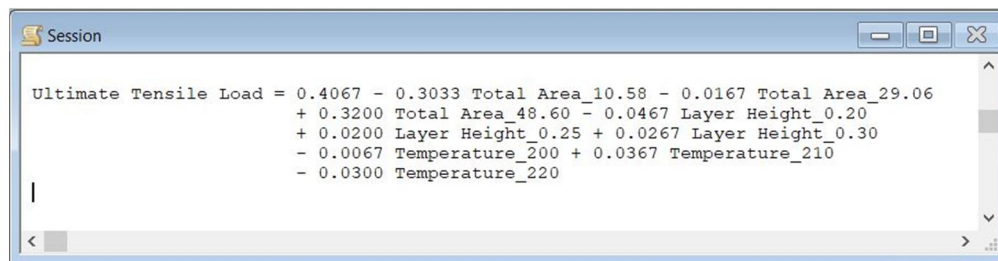 Session
Ultimate Tensile Load = 0.4067 - 0.3033 Total Area_10.58 - 0.0167 Total Area_29.06
+ 0.3200 Total Area_48.60 - 0.0467 Layer Height_0.20
+ 0.0200 Layer Height_0.25 + 0.0267 Layer Height_0.30
- 0.0067 Temperature_200 + 0.0367 Temperature_210
- 0.0300 Temperature_220